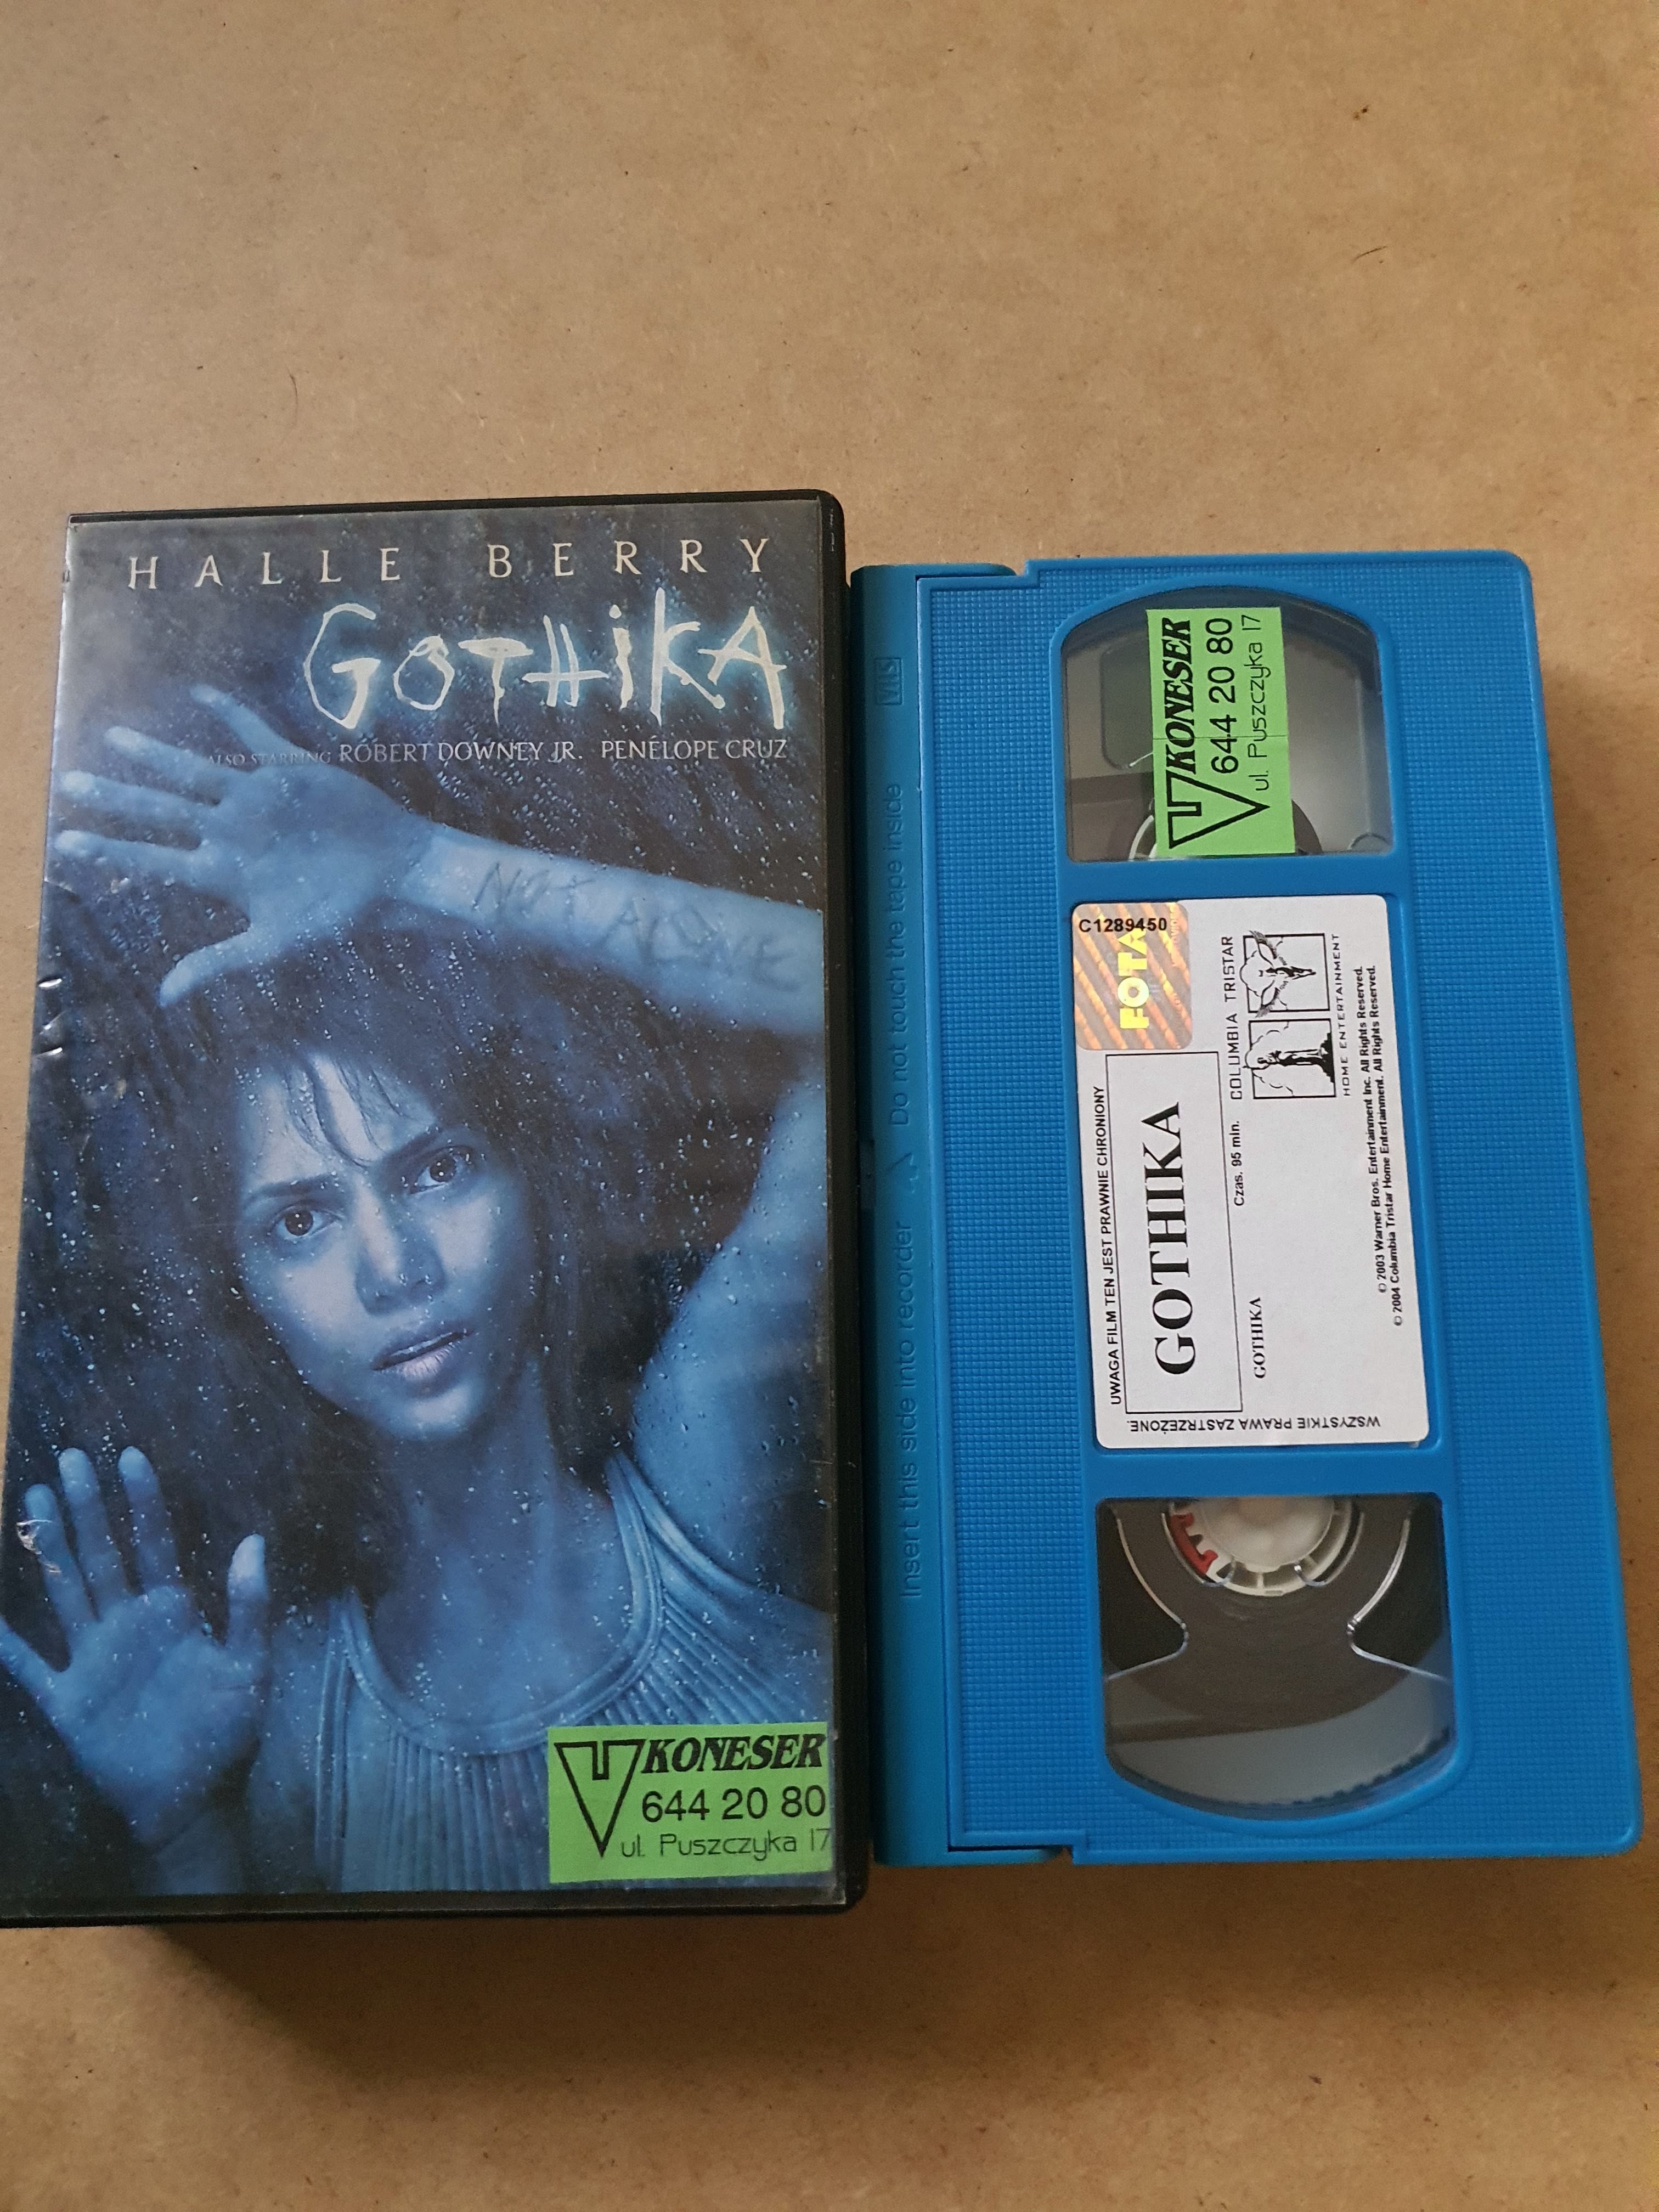 HALLE BERRY
GOTHIKA
ALSO STARRING ROBERT DOWNEY JR. PENÉLOPE CRUZ
NOT ALONE
KONESER
644 20 80
ul. Puszczyka 17
VHS
Insert this side into recorder Do not touch the tape inside
KONESER
644 20 80
ul. Puszczyka 17
C1289450
FOTA
UWAGA FILM TEN JEST PRAWNIE CHRONIONY
GOTHIKA
GOTHIKA
Czas. 95 min.
COLUMBIA TRISTAR
HOME ENTERTAINMENT
© 2003 Warner Bros. Entertainment Inc. All Rights Reserved.
© 2004 Columbia Tristar Home Entertainment. All Rights Reserved.
WSZYSTKIE PRAWA ZASTRZEŻONE.